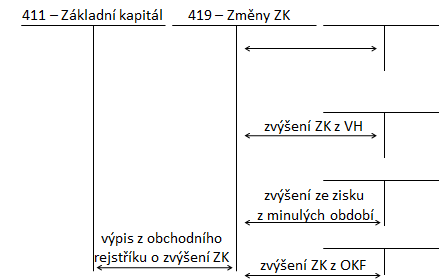 411 – Základní kapitál
419 – Změny ZK
zvýšení ZK z VH
zvýšení ze zisku
z minulých období
výpis z obchodního
rejstříku o zvýšení ZK
zvýšení ZK z OKF